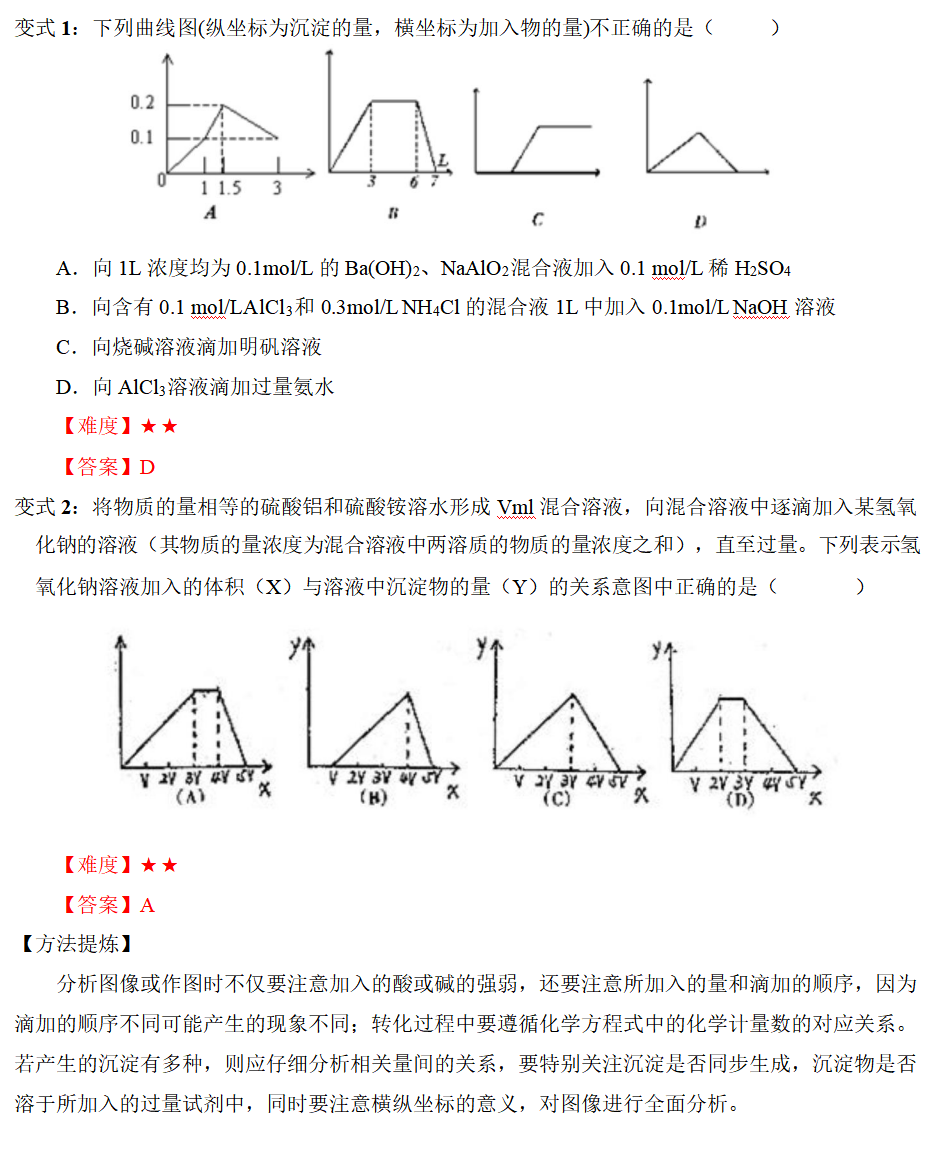 变式1：下列曲线图(纵坐标为沉淀的量，横坐标为加入物的量)不正确的是（　　）
0.2
0.1
0 1 1.5 3
3 6 7 L
A B C D
A．向1L浓度均为0.1mol/L的Ba(OH)₂、NaAlO₂混合液加入0.1 mol/L稀H₂SO₄
B．向含有0.1 mol/LAlCl₃和0.3mol/L NH₄Cl的混合液1L中加入0.1mol/L NaOH 溶液
C．向烧碱溶液滴加明矾溶液
D．向AlCl₃溶液滴加过量氨水
【难度】★★
【答案】D
变式2：将物质的量相等的硫酸铝和硫酸铵溶水形成Vml混合溶液，向混合溶液中逐滴加入某氢氧
化钠的溶液（其物质的量浓度为混合溶液中两溶质的物质的量浓度之和），直至过量。下列表示氢
氧化钠溶液加入的体积（X）与溶液中沉淀物的量（Y）的关系意图中正确的是（　　）
y y y
V 2V 3V 4V 5V X V 2V 3V 4V 5V X V 2V 3V 4V 5V X V 2V 3V 4V 5V X
(A) (B) (C) (D)
【难度】★★
【答案】A
【方法提炼】
分析图像或作图时不仅要注意加入的酸或碱的强弱，还要注意所加入的量和滴加的顺序，因为
滴加的顺序不同可能产生的现象不同；转化过程中要遵循化学方程式中的化学计量数的对应关系。
若产生的沉淀有多种，则应仔细分析相关量间的关系，要特别关注沉淀是否同步生成，沉淀物是否
溶于所加入的过量试剂中，同时要注意横纵坐标的意义，对图像进行全面分析。